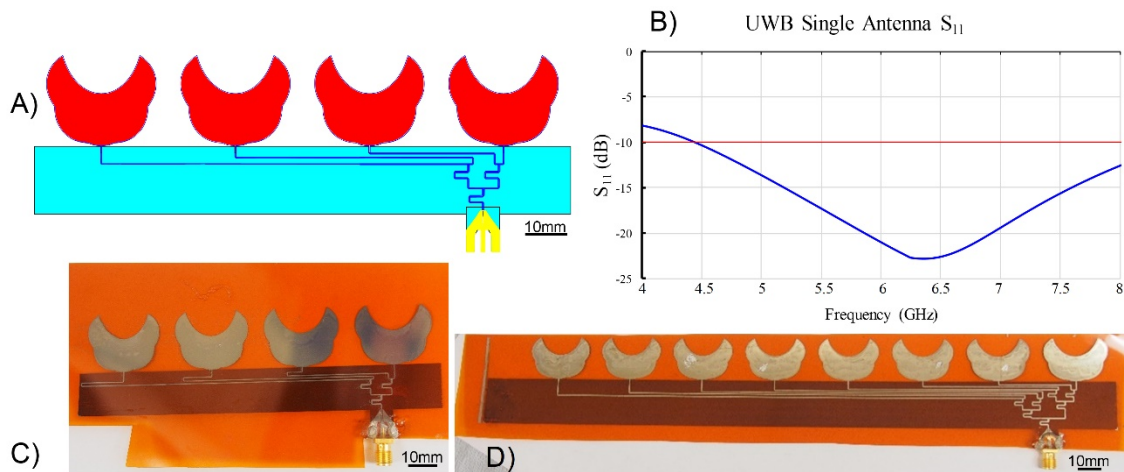 A)
10mm
B)
UWB Single Antenna S11
S11 (dB)
0
-5
-10
-15
-20
-25
4
4.5
5
5.5
6
6.5
7
7.5
8
Frequency (GHz)
C)
10mm
D)
10mm